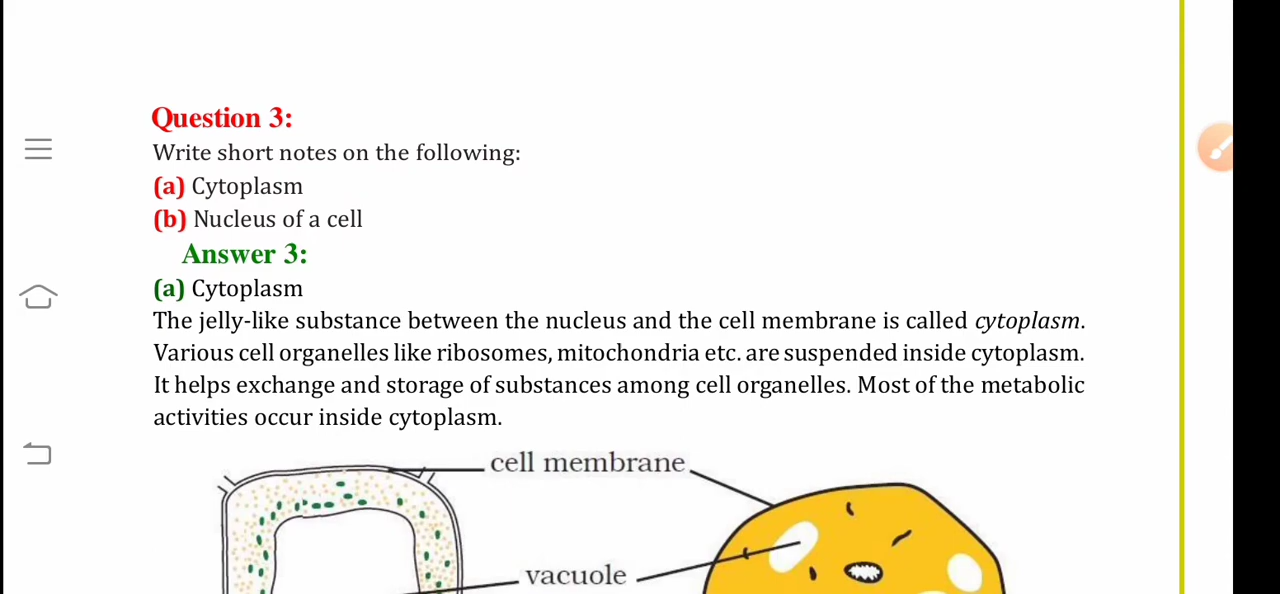 Question 3:
Write short notes on the following:
(a) Cytoplasm
(b) Nucleus of a cell
Answer 3:
(a) Cytoplasm
The jelly-like substance between the nucleus and the cell membrane is called cytoplasm.
Various cell organelles like ribosomes, mitochondria etc. are suspended inside cytoplasm.
It helps exchange and storage of substances among cell organelles. Most of the metabolic
activities occur inside cytoplasm.
cell membrane
vacuole